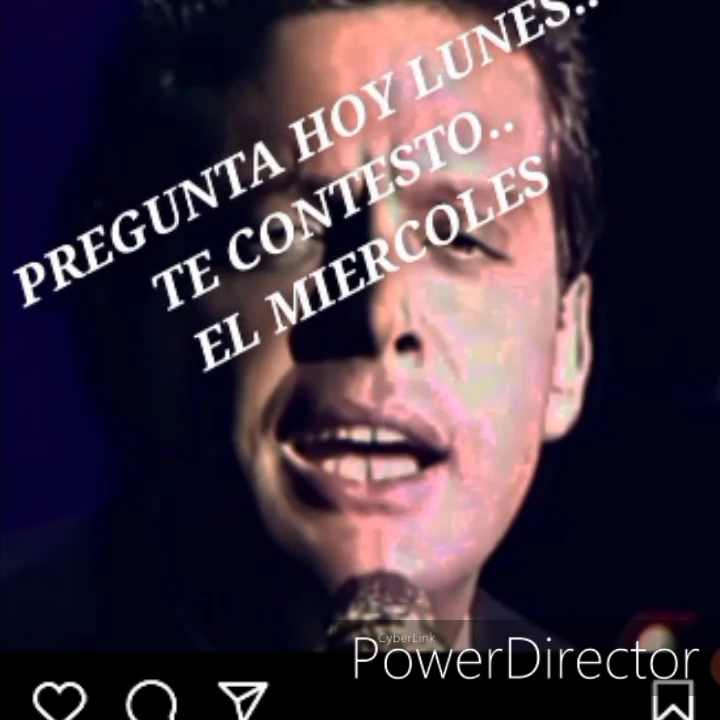 PREGUNTA HOY LUNES..
TE CONTESTO..
EL MIERCOLES
CyberLink
PowerDirector